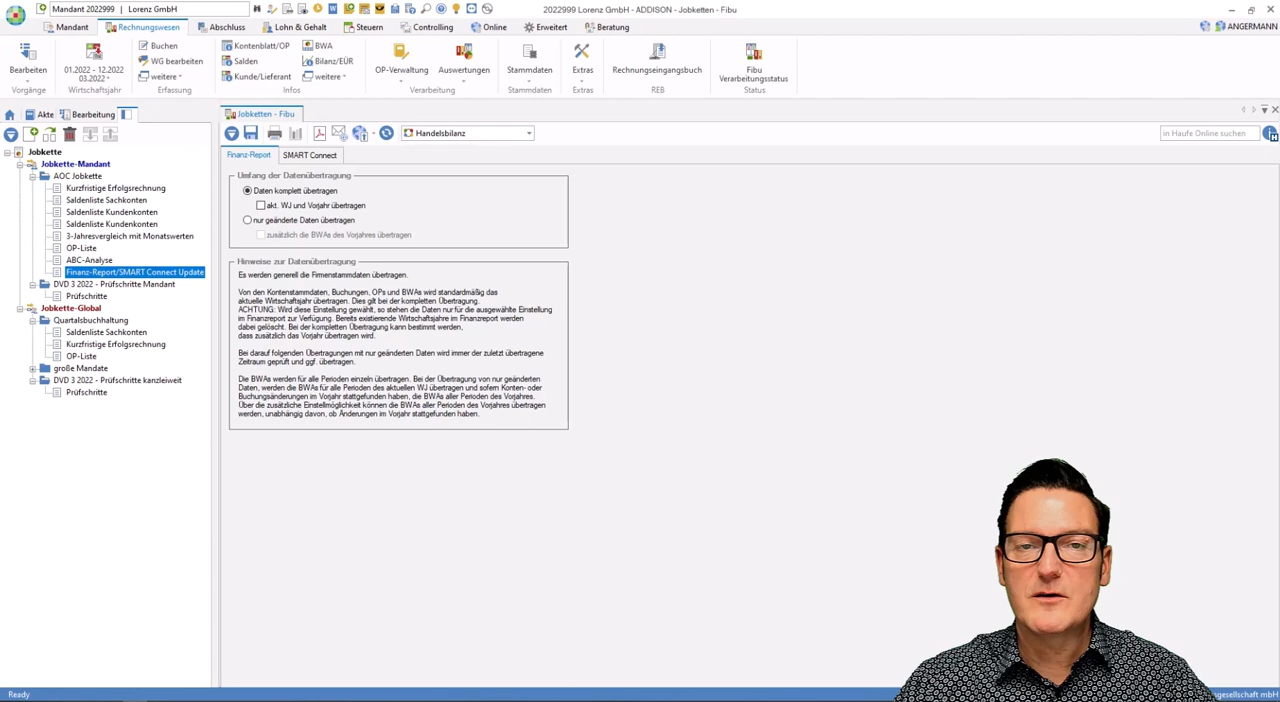 Mandant 2022999 | Lorenz GmbH
2022999 Lorenz GmbH - ADDISON - Jobketten - Fibu
Mandant
Rechnungswesen
Abschluss
Lohn & Gehalt
Steuern
Controlling
Online
Erweitert
Beratung
ANGERMANN
Bearbeiten
Vorgänge
01.2022 - 12.2022
03.2022
Wirtschaftsjahr
Buchen
WG bearbeiten
weitere
Erfassung
Kontenblatt/OP
Salden
Kunde/Lieferant
BWA
Bilanz/EÜR
weitere
Infos
OP-Verwaltung
Auswertungen
Verarbeitung
Stammdaten
Stammdaten
Extras
Extras
Rechnungseingangsbuch
REB
Fibu
Verarbeitungsstatus
Status
Akte
Bearbeitung
Jobketten - Fibu
Handelsbilanz
in Haufe Online suchen
Jobkette
Jobkette-Mandant
AOC Jobkette
Kurzfristige Erfolgsrechnung
Saldenliste Sachkonten
Saldenliste Kundenkonten
Saldenliste Kundenkonten
3-Jahresvergleich mit Monatswerten
OP-Liste
ABC-Analyse
Finanz-Report/SMART Connect Update
DVD 3 2022 - Prüfschritte Mandant
Prüfschritte
Jobkette-Global
Quartalsbuchhaltung
Saldenliste Sachkonten
Kurzfristige Erfolgsrechnung
OP-Liste
große Mandate
DVD 3 2022 - Prüfschritte kanzleiweit
Prüfschritte
Finanz-Report
SMART Connect
Umfang der Datenübertragung
Daten komplett übertragen
akt. WJ und Vorjahr übertragen
nur geänderte Daten übertragen
zusätzlich die BWAs des Vorjahres übertragen
Hinweise zur Datenübertragung
Es werden generell die Firmenstammdaten übertragen.
Von den Kontenstammdaten, Buchungen, OPs und BWAs wird standardmäßig das
aktuelle Wirtschaftsjahr übertragen. Dies gilt bei der kompletten Übertragung.
ACHTUNG: Wird diese Einstellung gewählt, so stehen die Daten nur für die ausgewählte Einstellung
im Finanzreport zur Verfügung. Bereits existierende Wirtschaftsjahre im Finanzreport werden
dabei gelöscht. Bei der kompletten Übertragung kann bestimmt werden,
dass zusätzlich das Vorjahr übertragen wird.
Bei darauf folgenden Übertragungen mit nur geänderten Daten wird immer der zuletzt übertragene
Zeitraum geprüft und ggf. übertragen.
Die BWAs werden für alle Perioden einzeln übertragen. Bei der Übertragung von nur geänderten
Daten, werden die BWAs für alle Perioden des aktuellen WJ übertragen und sofern Konten- oder
Buchungsänderungen im Vorjahr stattgefunden haben, die BWAs aller Perioden des Vorjahres.
Über die zusätzliche Einstellmöglichkeit können die BWAs aller Perioden des Vorjahres übertragen
werden, unabhängig davon, ob Änderungen im Vorjahr stattgefunden haben.
Ready
gsgesellschaft mbH